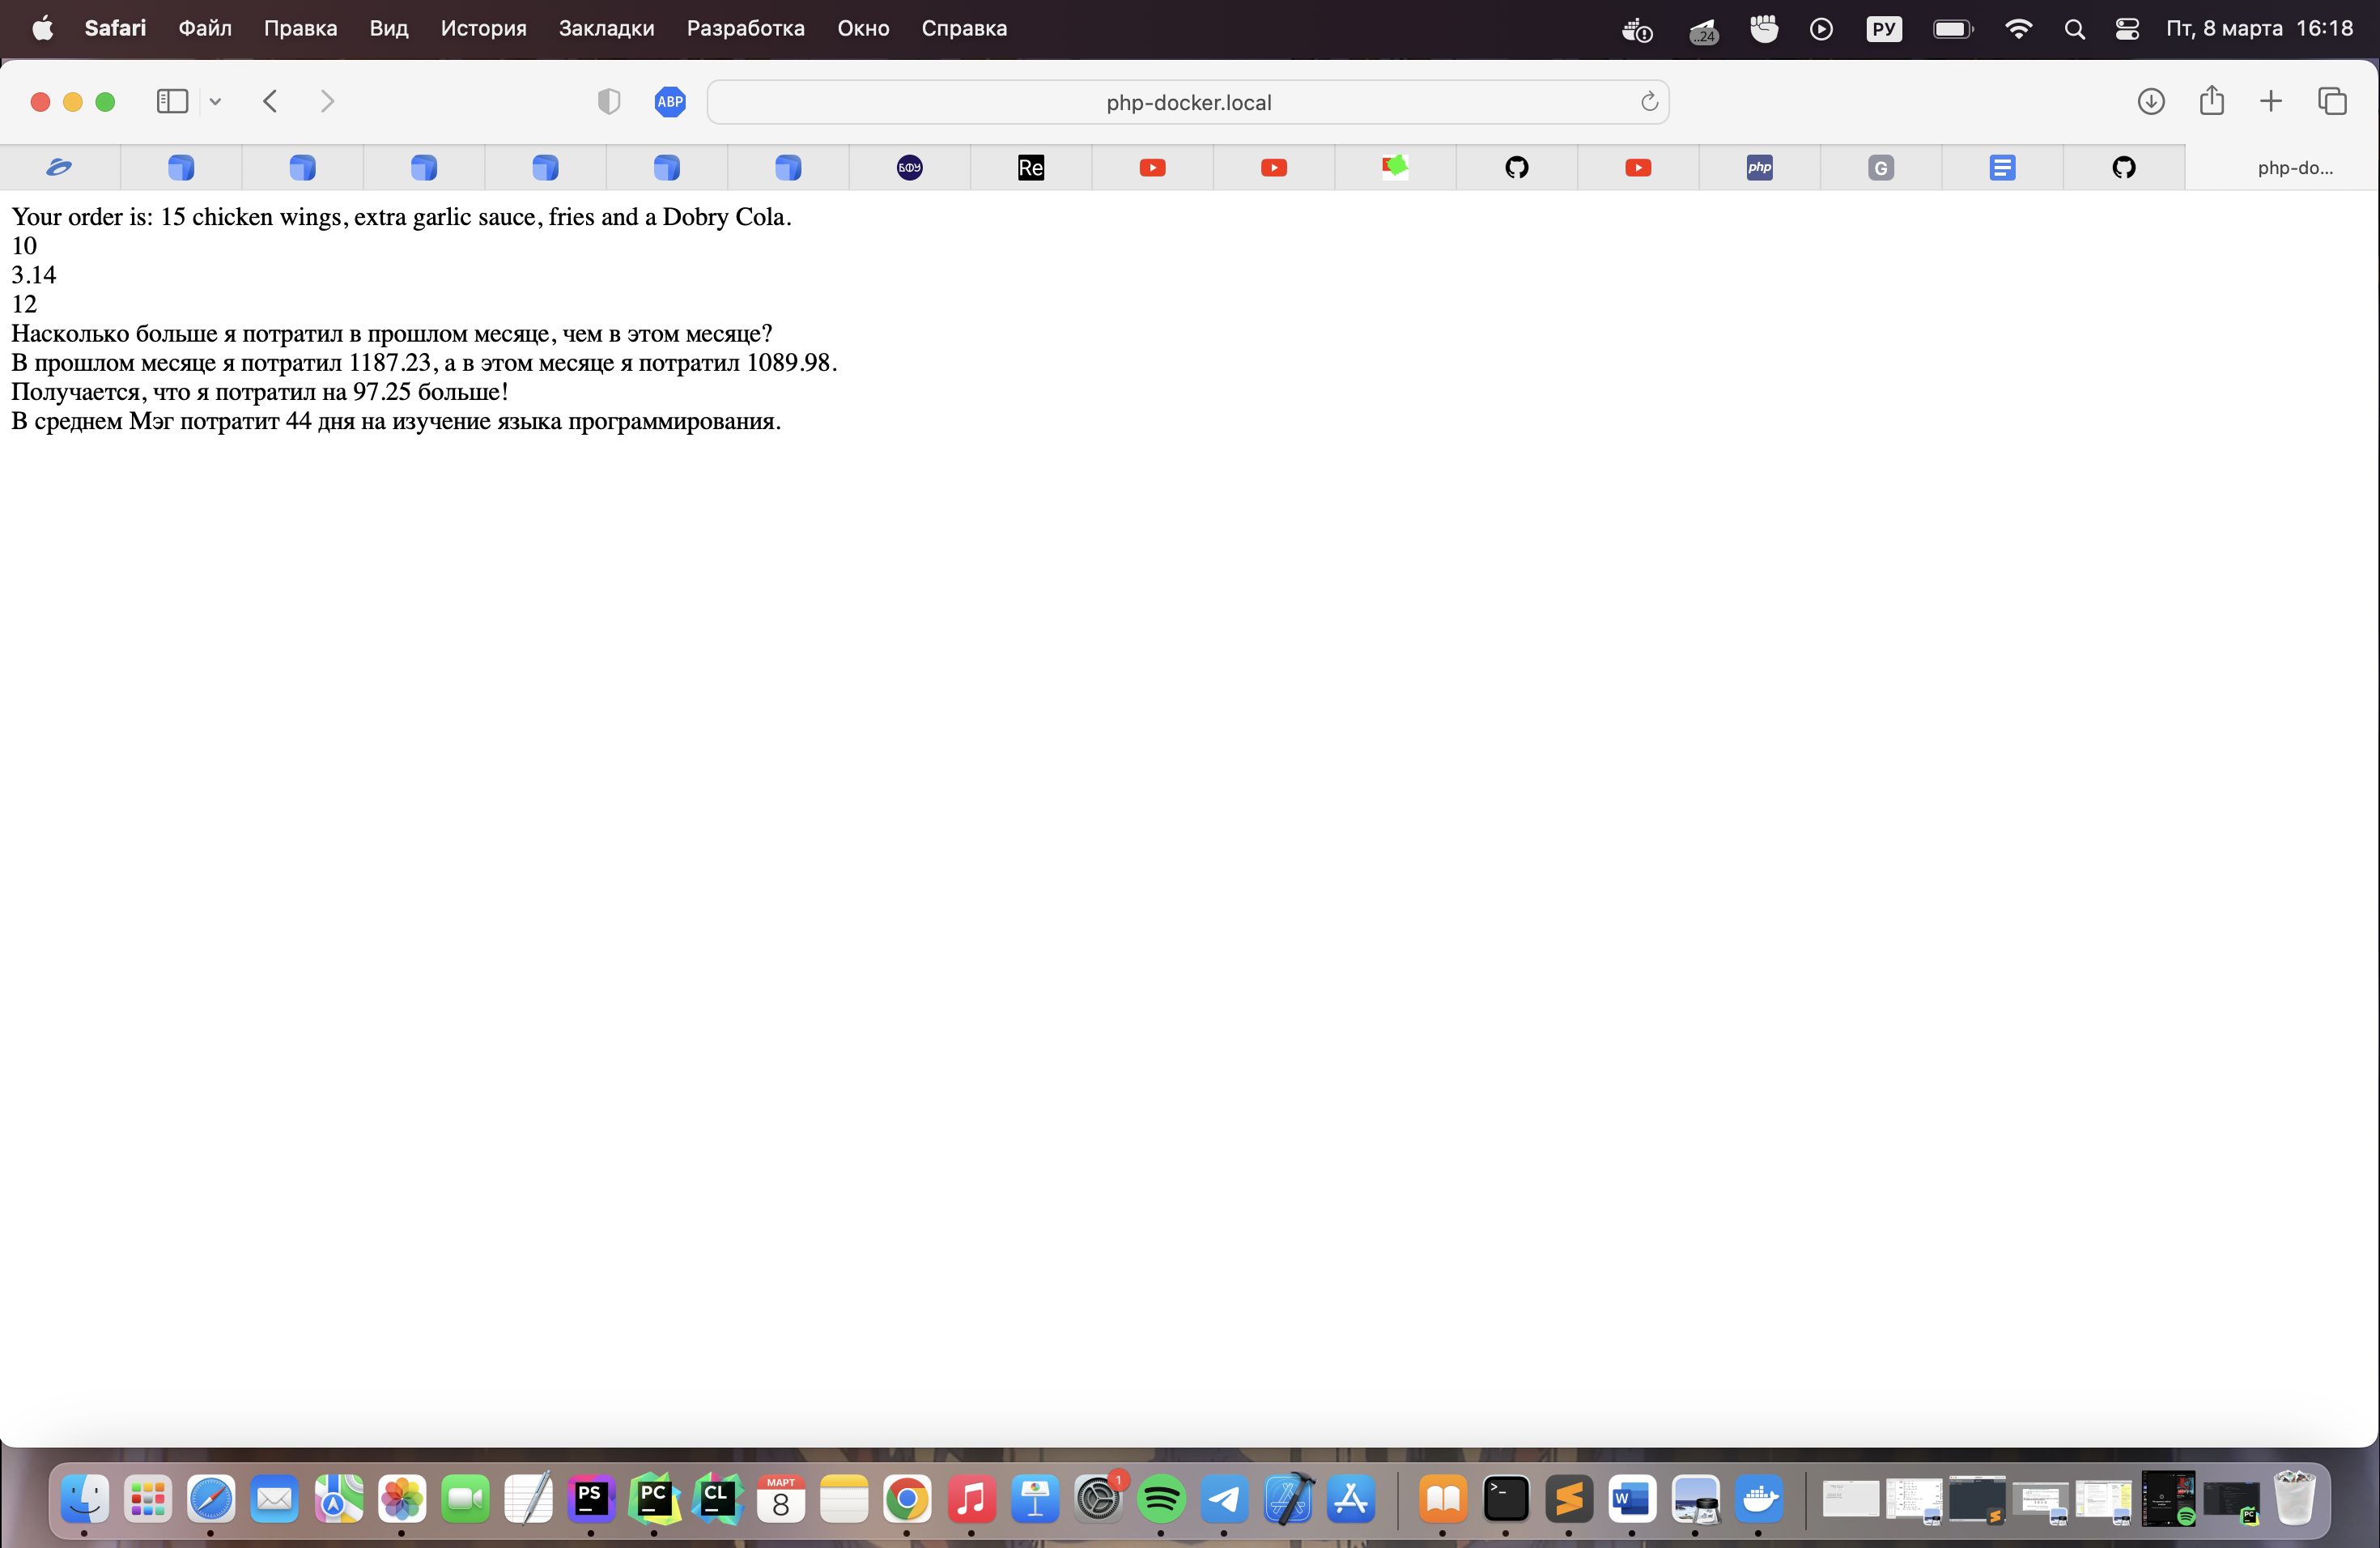 Safari Файл Правка Вид История Закладки Разработка Окно Справка ..24 РУ Пт, 8 марта 16:18
ABP php-docker.local
БФУ Re php G php-do...
Your order is: 15 chicken wings, extra garlic sauce, fries and a Dobry Cola.
10
3.14
12
Насколько больше я потратил в прошлом месяце, чем в этом месяце?
В прошлом месяце я потратил 1187.23, а в этом месяце я потратил 1089.98.
Получается, что я потратил на 97.25 больше!
В среднем Мэг потратит 44 дня на изучение языка программирования.
PS PC CL МАРТ 8 1 >_ W